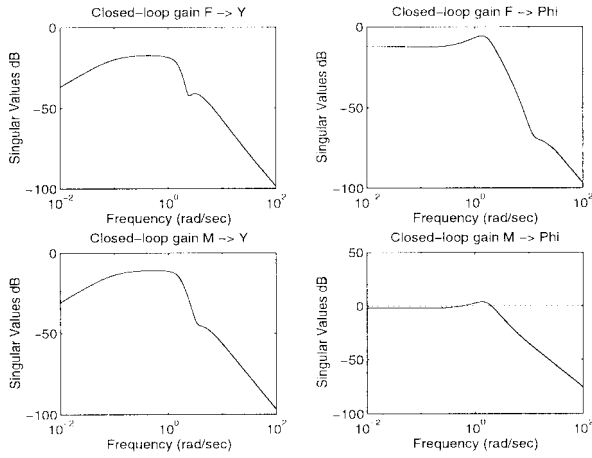 Closed-loop gain F -> Y
Singular Values dB
0
-50
-100
10^-2
10^0
10^2
Frequency (rad/sec)
Closed-loop gain F -> Phi
Singular Values dB
0
-50
-100
10^-2
10^0
10^2
Frequency (rad/sec)
Closed-loop gain M -> Y
Singular Values dB
0
-50
-100
10^-2
10^0
10^2
Frequency (rad/sec)
Closed-loop gain M -> Phi
Singular Values dB
50
0
-50
-100
10^-2
10^0
10^2
Frequency (rad/sec)